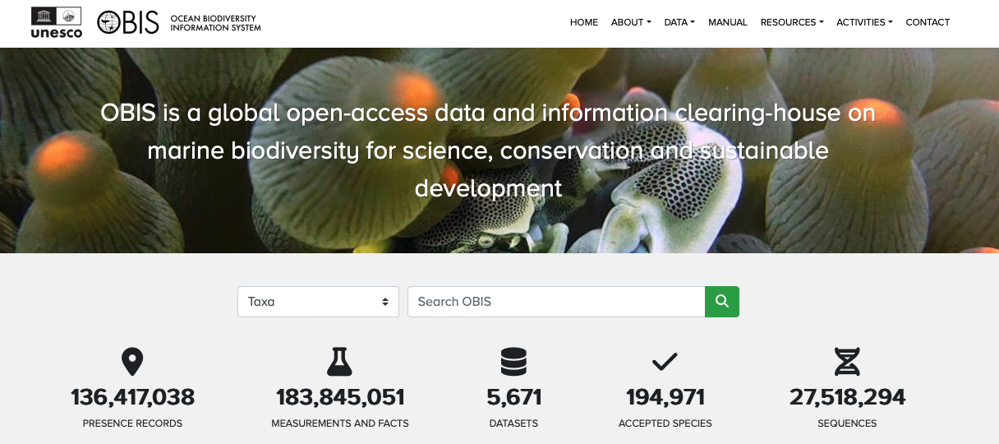 unesco
OBIS
OCEAN BIODIVERSITY
INFORMATION SYSTEM
HOME ABOUT DATA MANUAL RESOURCES ACTIVITIES CONTACT
OBIS is a global open-access data and information clearing-house on
marine biodiversity for science, conservation and sustainable
development
Taxa Search OBIS
136,417,038 183,845,051 5,671 194,971 27,518,294
PRESENCE RECORDS MEASUREMENTS AND FACTS DATASETS ACCEPTED SPECIES SEQUENCES